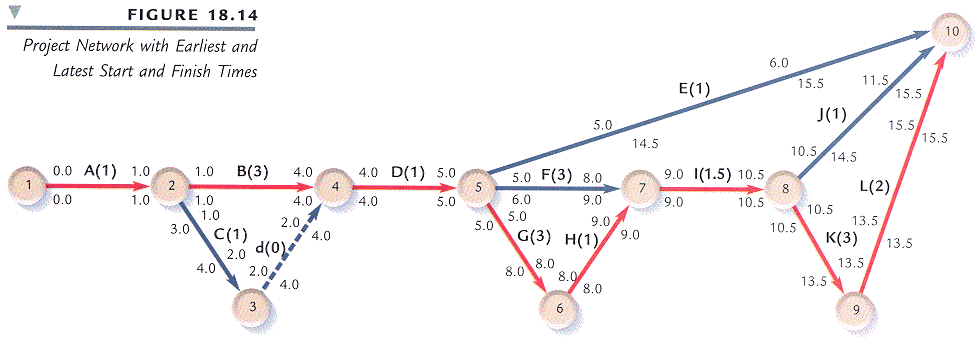 FIGURE 18.14
Project Network with Earliest and
Latest Start and Finish Times
10
6.0
15.5
11.5
15.5
E(1)
J(1)
15.5
15.5
5.0
14.5
10.5
14.5
0.0 A(1) 1.0
1.0 B(3) 4.0
4.0 D(1) 5.0
5.0 F(3) 8.0
9.0 I(1.5) 10.5
1 2 4 5 7 8
L(2)
0.0 1.0
1.0 4.0
4.0 5.0
6.0 9.0
9.0 10.5
1.0
3.0
C(1)
2.0
4.0
d(0)
2.0
4.0
2.0
4.0
5.0
5.0
G(3)
8.0
8.0
H(1)
9.0
9.0
8.0
8.0
10.5
10.5
K(3)
13.5
13.5
13.5
13.5
3 6 9